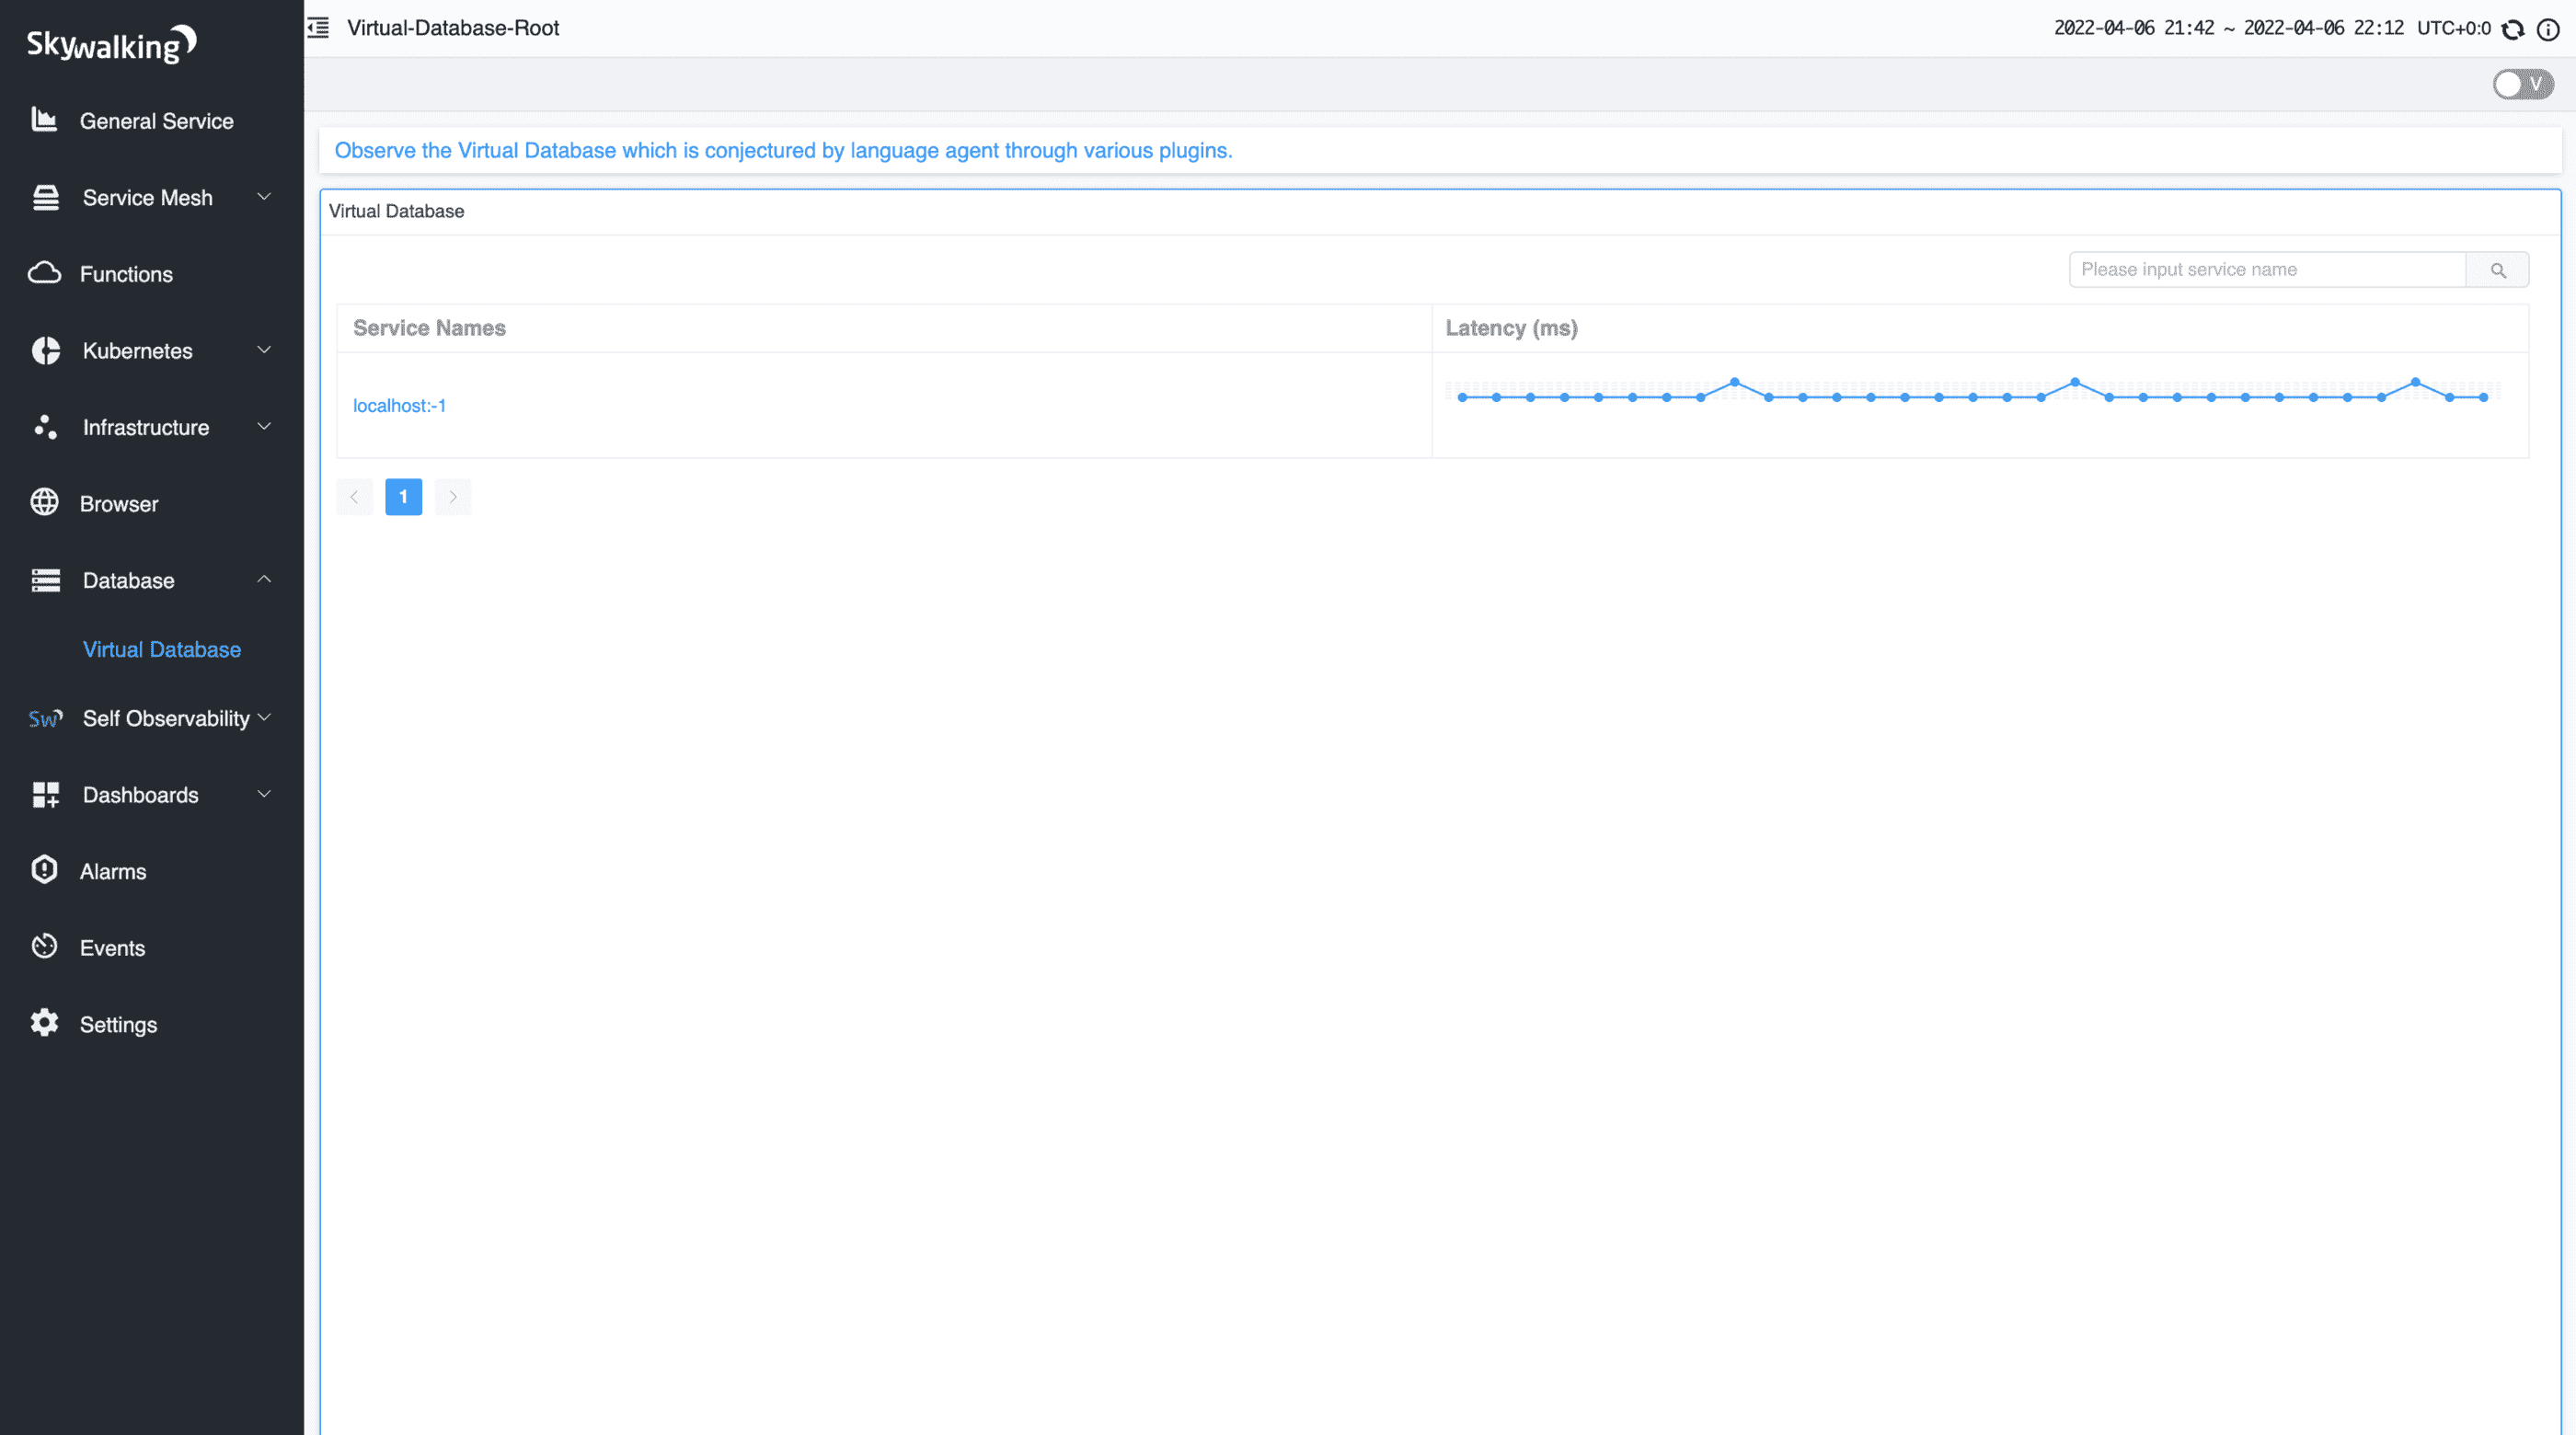 Skywalking
General Service
Service Mesh
Functions
Kubernetes
Infrastructure
Browser
Database
Virtual Database
Sw
Self Observability
Dashboards
Alarms
Events
Settings
Virtual-Database-Root
2022-04-06 21:42 ~ 2022-04-06 22:12 UTC+0:0
V
Observe the Virtual Database which is conjectured by language agent through various plugins.
Virtual Database
Please input service name
Service Names
Latency (ms)
localhost:-1
1